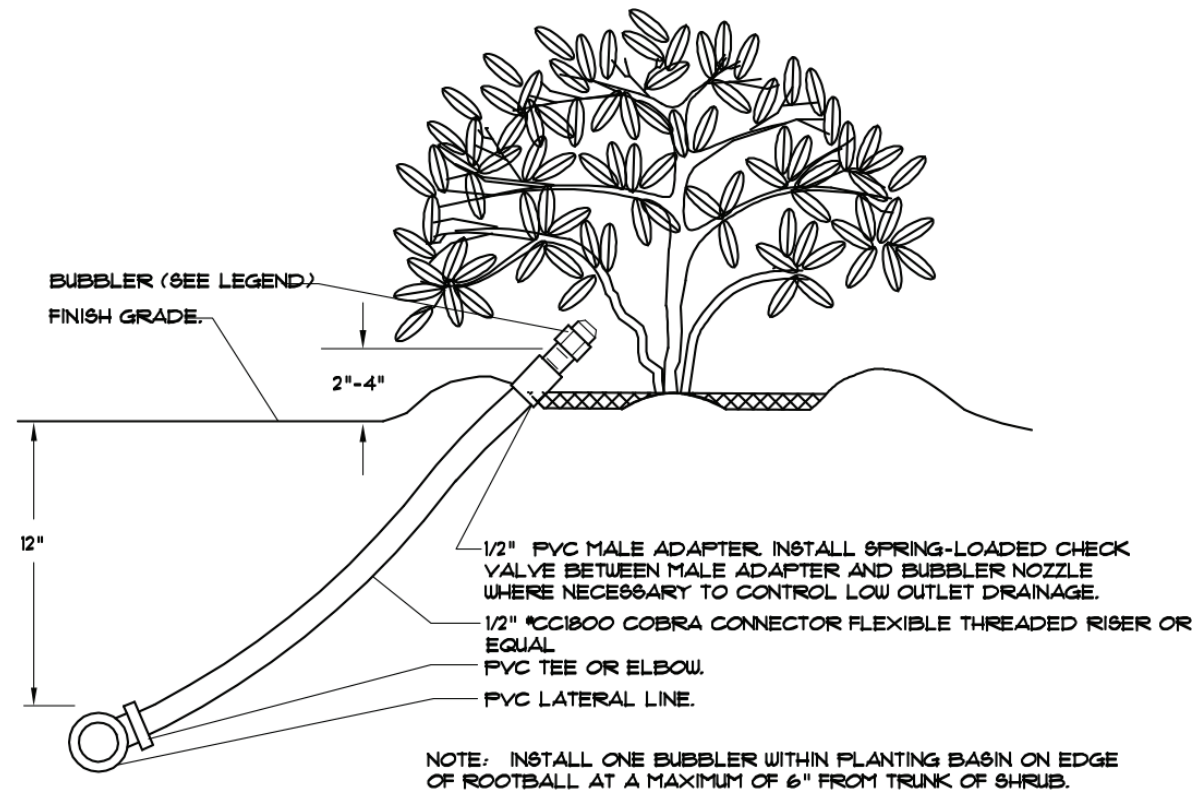 BUBBLER (SEE LEGEND)
FINISH GRADE.
2"-4"
12"
1/2" PVC MALE ADAPTER. INSTALL SPRING-LOADED CHECK
VALVE BETWEEN MALE ADAPTER AND BUBBLER NOZZLE
WHERE NECESSARY TO CONTROL LOW OUTLET DRAINAGE.
1/2" #CC1800 COBRA CONNECTOR FLEXIBLE THREADED RISER OR
EQUAL
PVC TEE OR ELBOW.
PVC LATERAL LINE.
NOTE: INSTALL ONE BUBBLER WITHIN PLANTING BASIN ON EDGE
OF ROOTBALL AT A MAXIMUM OF 6" FROM TRUNK OF SHRUB.